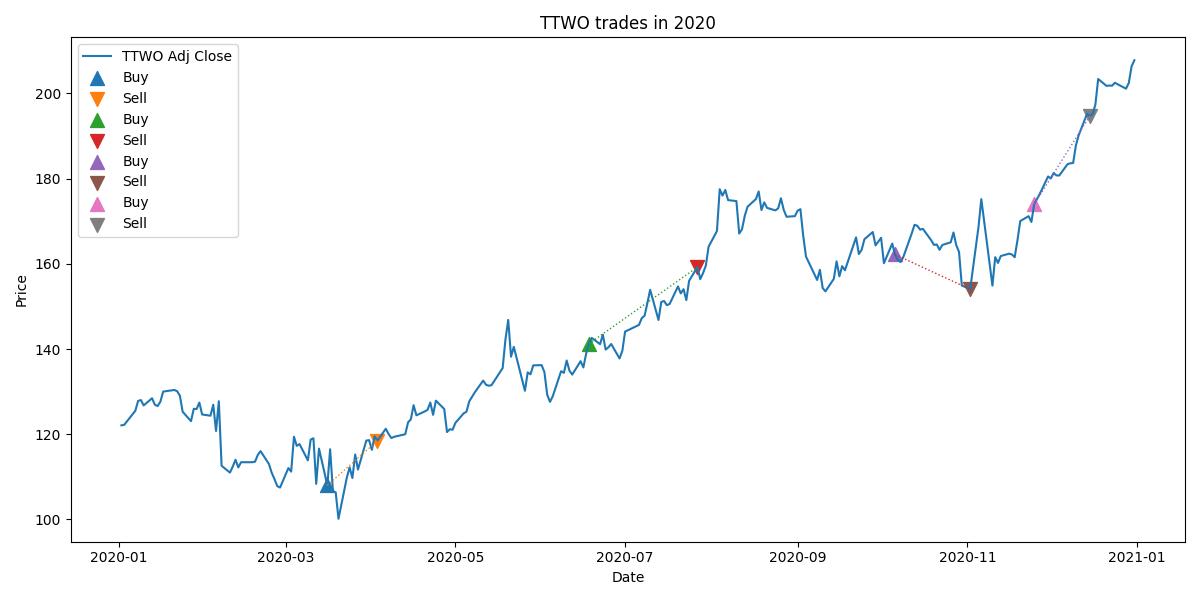 TTWO trades in 2020
TTWO Adj Close
Buy
Sell
Buy
Sell
Buy
Sell
Buy
Sell
Price
200
180
160
140
120
100
2020-01 2020-03 2020-05 2020-07 2020-09 2020-11 2021-01
Date